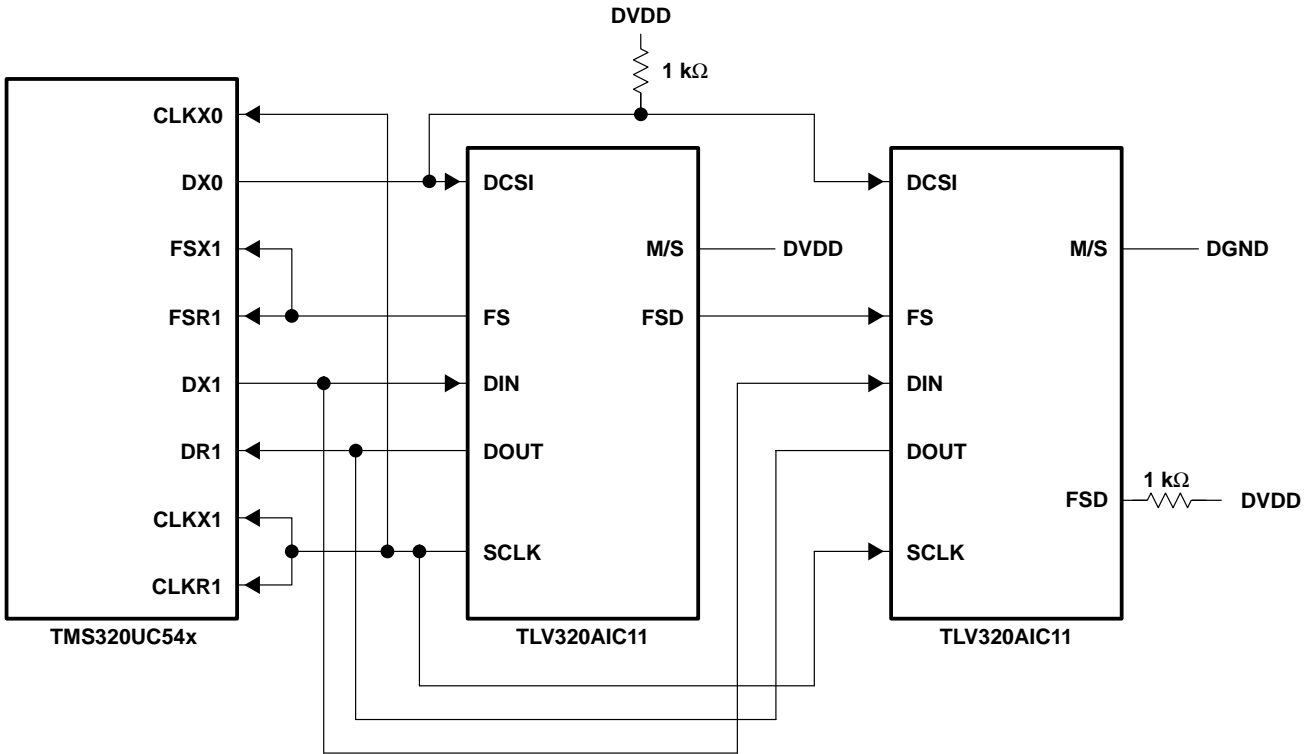 DVDD
1 kΩ
CLKX0
DX0
FSX1
FSR1
DX1
DR1
CLKX1
CLKR1
TMS320UC54x
DCSI
M/S
DVDD
FS
FSD
DIN
DOUT
SCLK
TLV320AIC11
DCSI
M/S
DGND
FS
DIN
DOUT
FSD
1 kΩ
DVDD
SCLK
TLV320AIC11